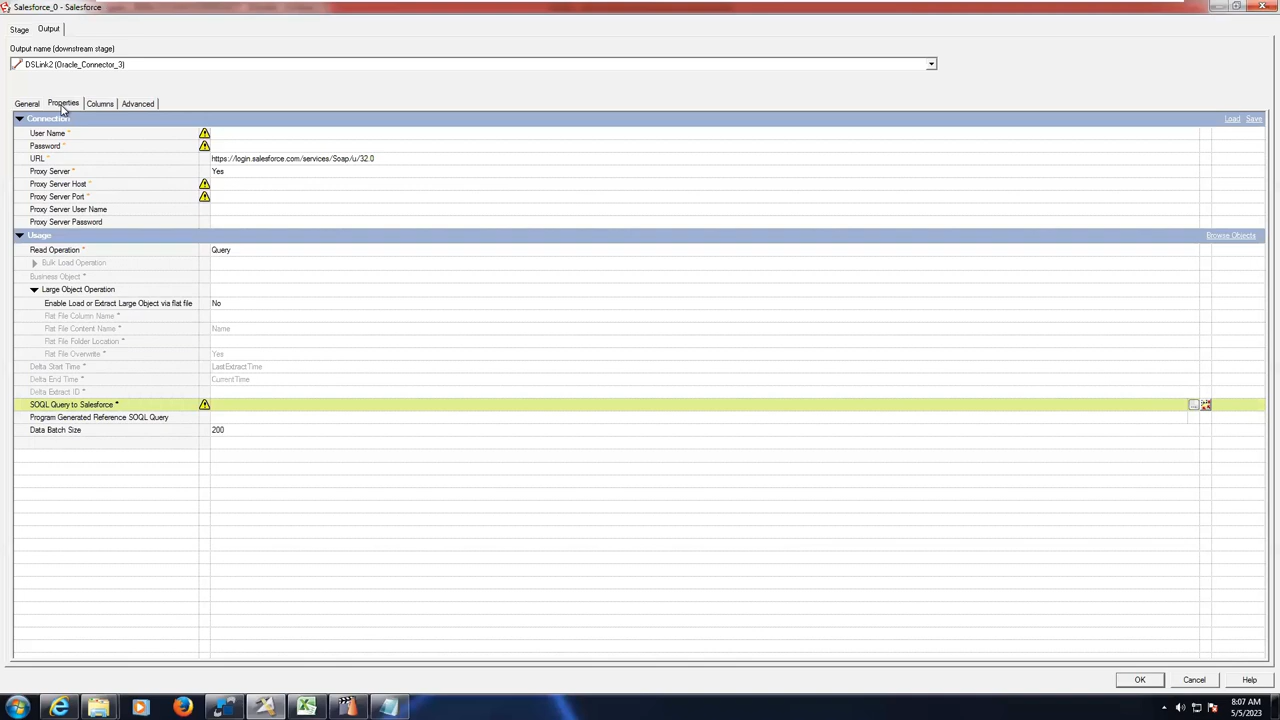 Salesforce_0 - Salesforce
Stage Output
Output name (downstream stage)
DSLink2 (Oracle_Connector_3)
General Properties Columns Advanced
Connection Load Save
User Name *
Password *
URL * https://login.salesforce.com/services/Soap/u/32.0
Proxy Server * Yes
Proxy Server Host *
Proxy Server Port *
Proxy Server User Name
Proxy Server Password
Usage Browse Objects
Read Operation * Query
Bulk Load Operation
Business Object *
Large Object Operation
Enable Load or Extract Large Object via flat file No
Flat File Column Name *
Flat File Content Name * Name
Flat File Folder Location *
Flat File Overwrite * Yes
Delta Start Time * LastExtractTime
Delta End Time * CurrentTime
Delta Extract ID *
SOQL Query to Salesforce * ...
Program Generated Reference SOQL Query
Data Batch Size 200
OK Cancel Help
8:07 AM
5/5/2023